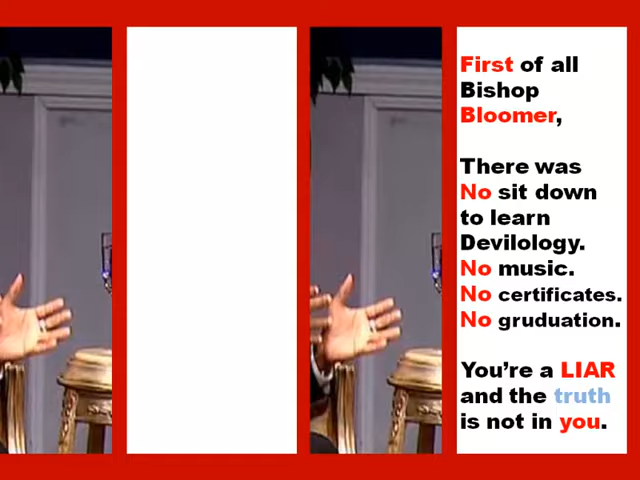 First of all
Bishop
Bloomer,
There was
No sit down
to learn
Devilology.
No music.
No certificates.
No gruduation.
You're a LIAR
and the truth
is not in you.